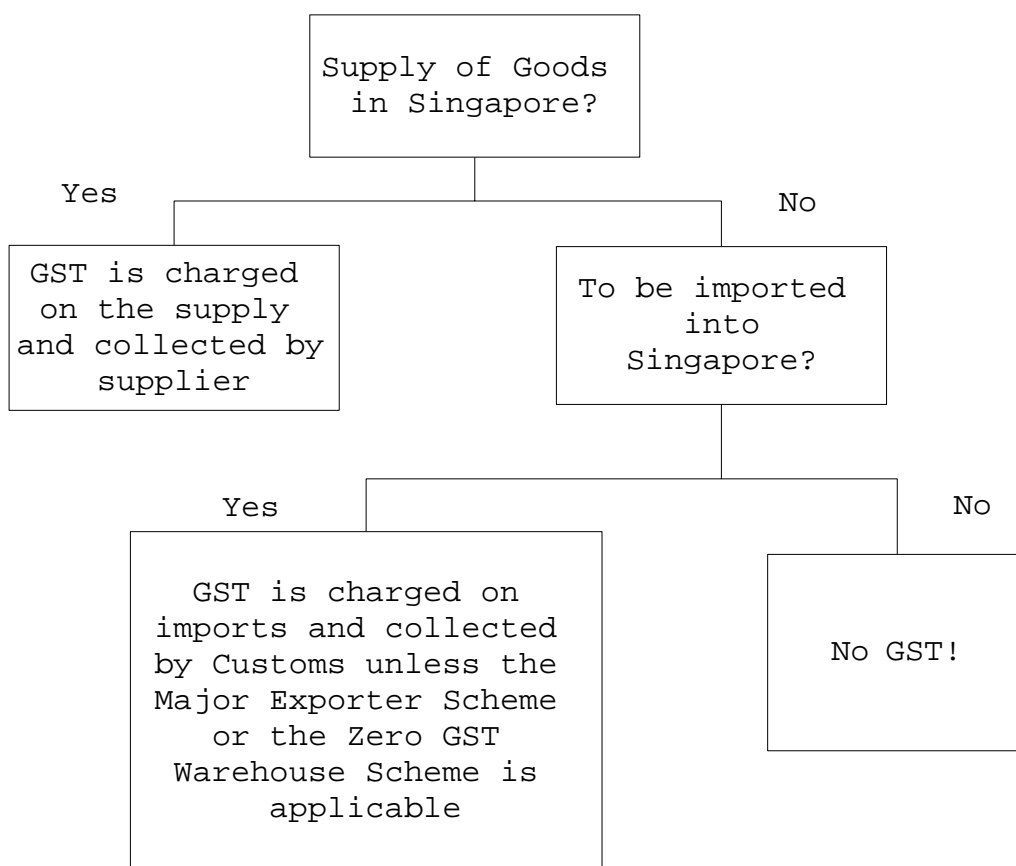 Supply of Goods
in Singapore?
Yes
No
GST is charged
on the supply
and collected by
supplier
To be imported
into
Singapore?
Yes
No
GST is charged on
imports and collected
by Customs unless the
Major Exporter Scheme
or the Zero GST
Warehouse Scheme is
applicable
No GST!